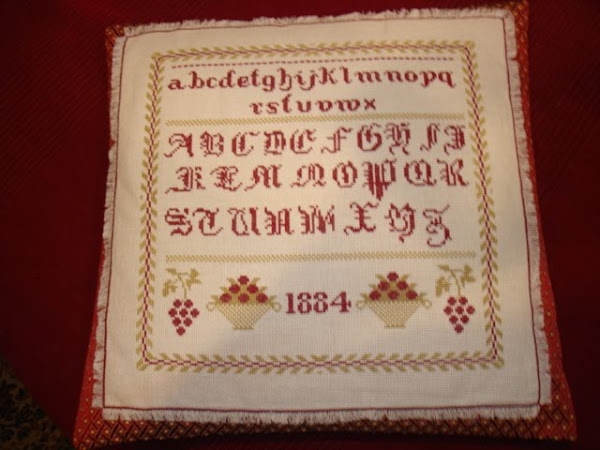 abcdefghijklmnopq
rstuvwx
ABCDEFGHIJ
KLMNOPQR
STUVWXYZ
1884